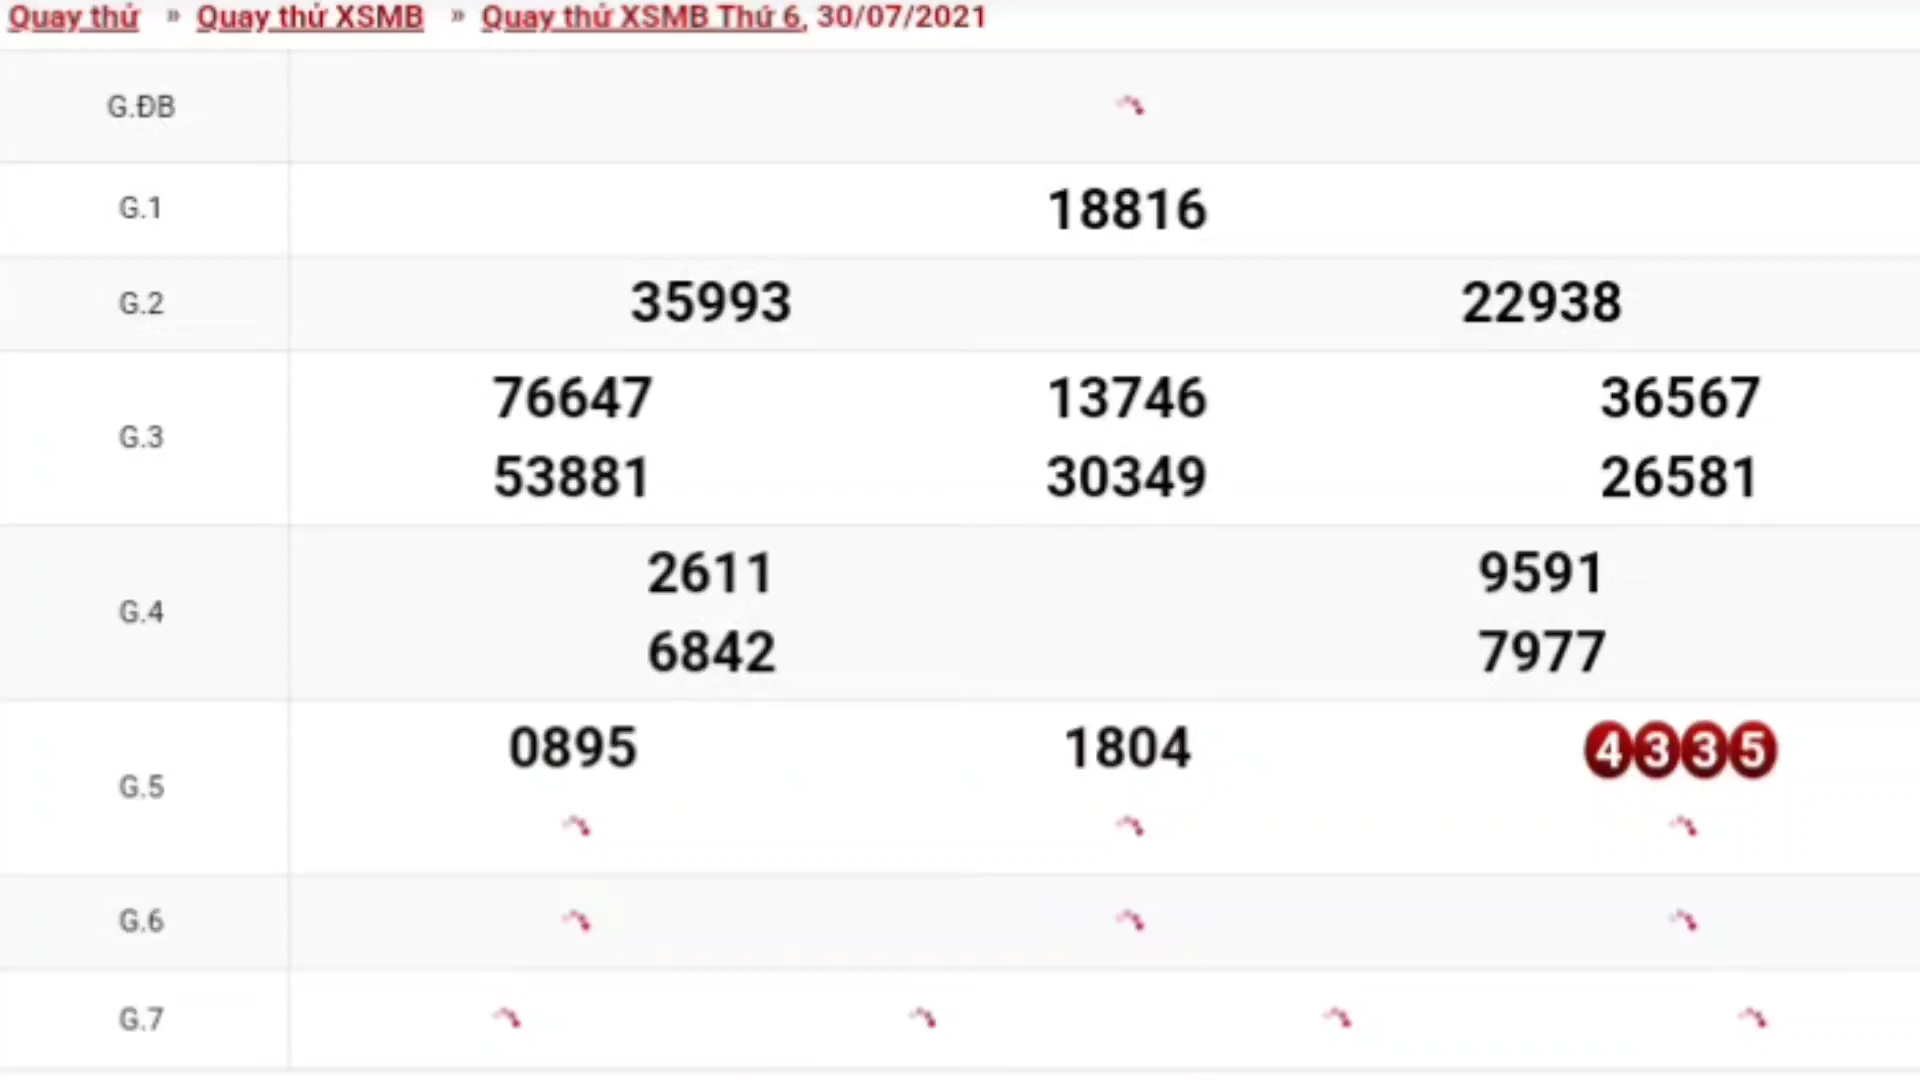 Quay thử » Quay thử XSMB » Quay thử XSMB Thứ 6, 30/07/2021
G.ĐB
G.1 18816
G.2 35993 22938
G.3 76647 13746 36567
53881 30349 26581
G.4 2611 9591
6842 7977
G.5 0895 1804 4335
G.6
G.7